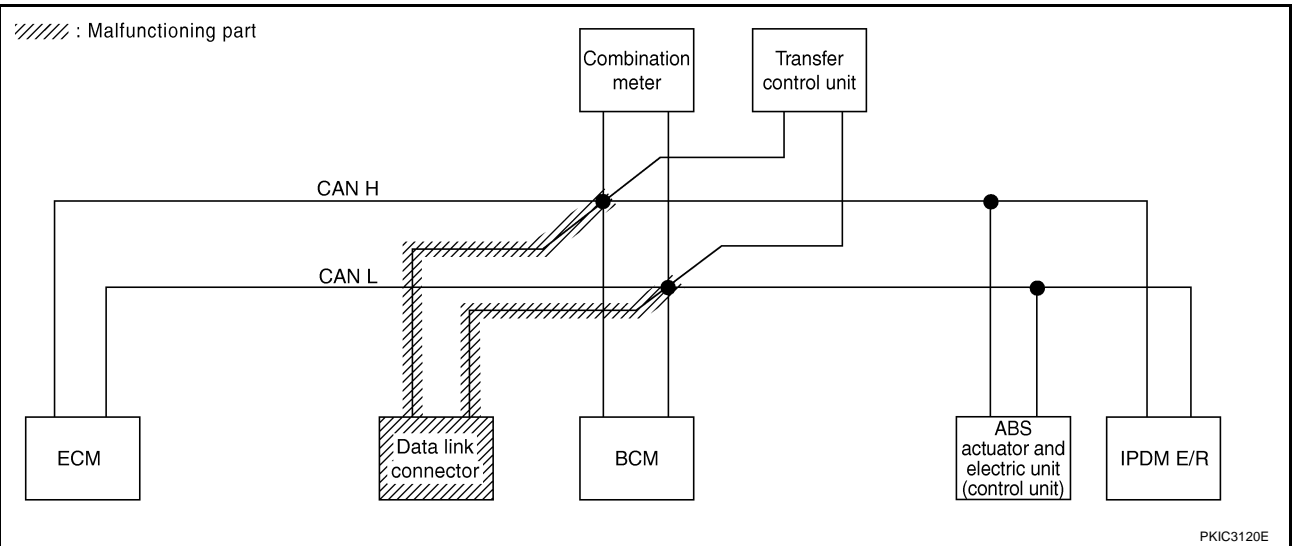 : Malfunctioning part
Combination
meter
Transfer
control unit
CAN H
CAN L
ECM
Data link
connector
BCM
ABS
actuator and
electric unit
(control unit)
IPDM E/R
PKIC3120E